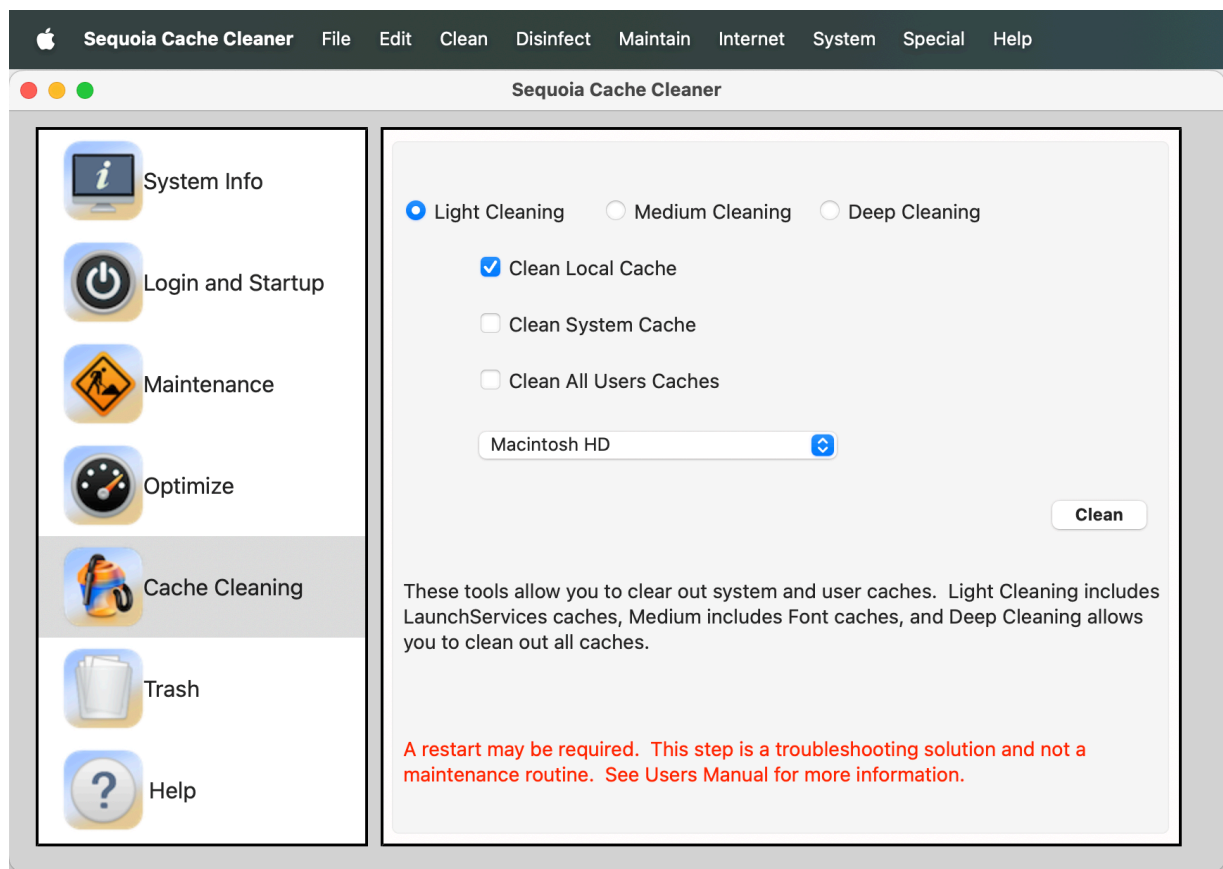 Sequoia Cache Cleaner File Edit Clean Disinfect Maintain Internet System Special Help
Sequoia Cache Cleaner
System Info
Login and Startup
Maintenance
Optimize
Cache Cleaning
Trash
Help
Light Cleaning Medium Cleaning Deep Cleaning
Clean Local Cache
Clean System Cache
Clean All Users Caches
Macintosh HD
Clean
These tools allow you to clear out system and user caches.  Light Cleaning includes
LaunchServices caches, Medium includes Font caches, and Deep Cleaning allows
you to clean out all caches.
A restart may be required.  This step is a troubleshooting solution and not a
maintenance routine.  See Users Manual for more information.